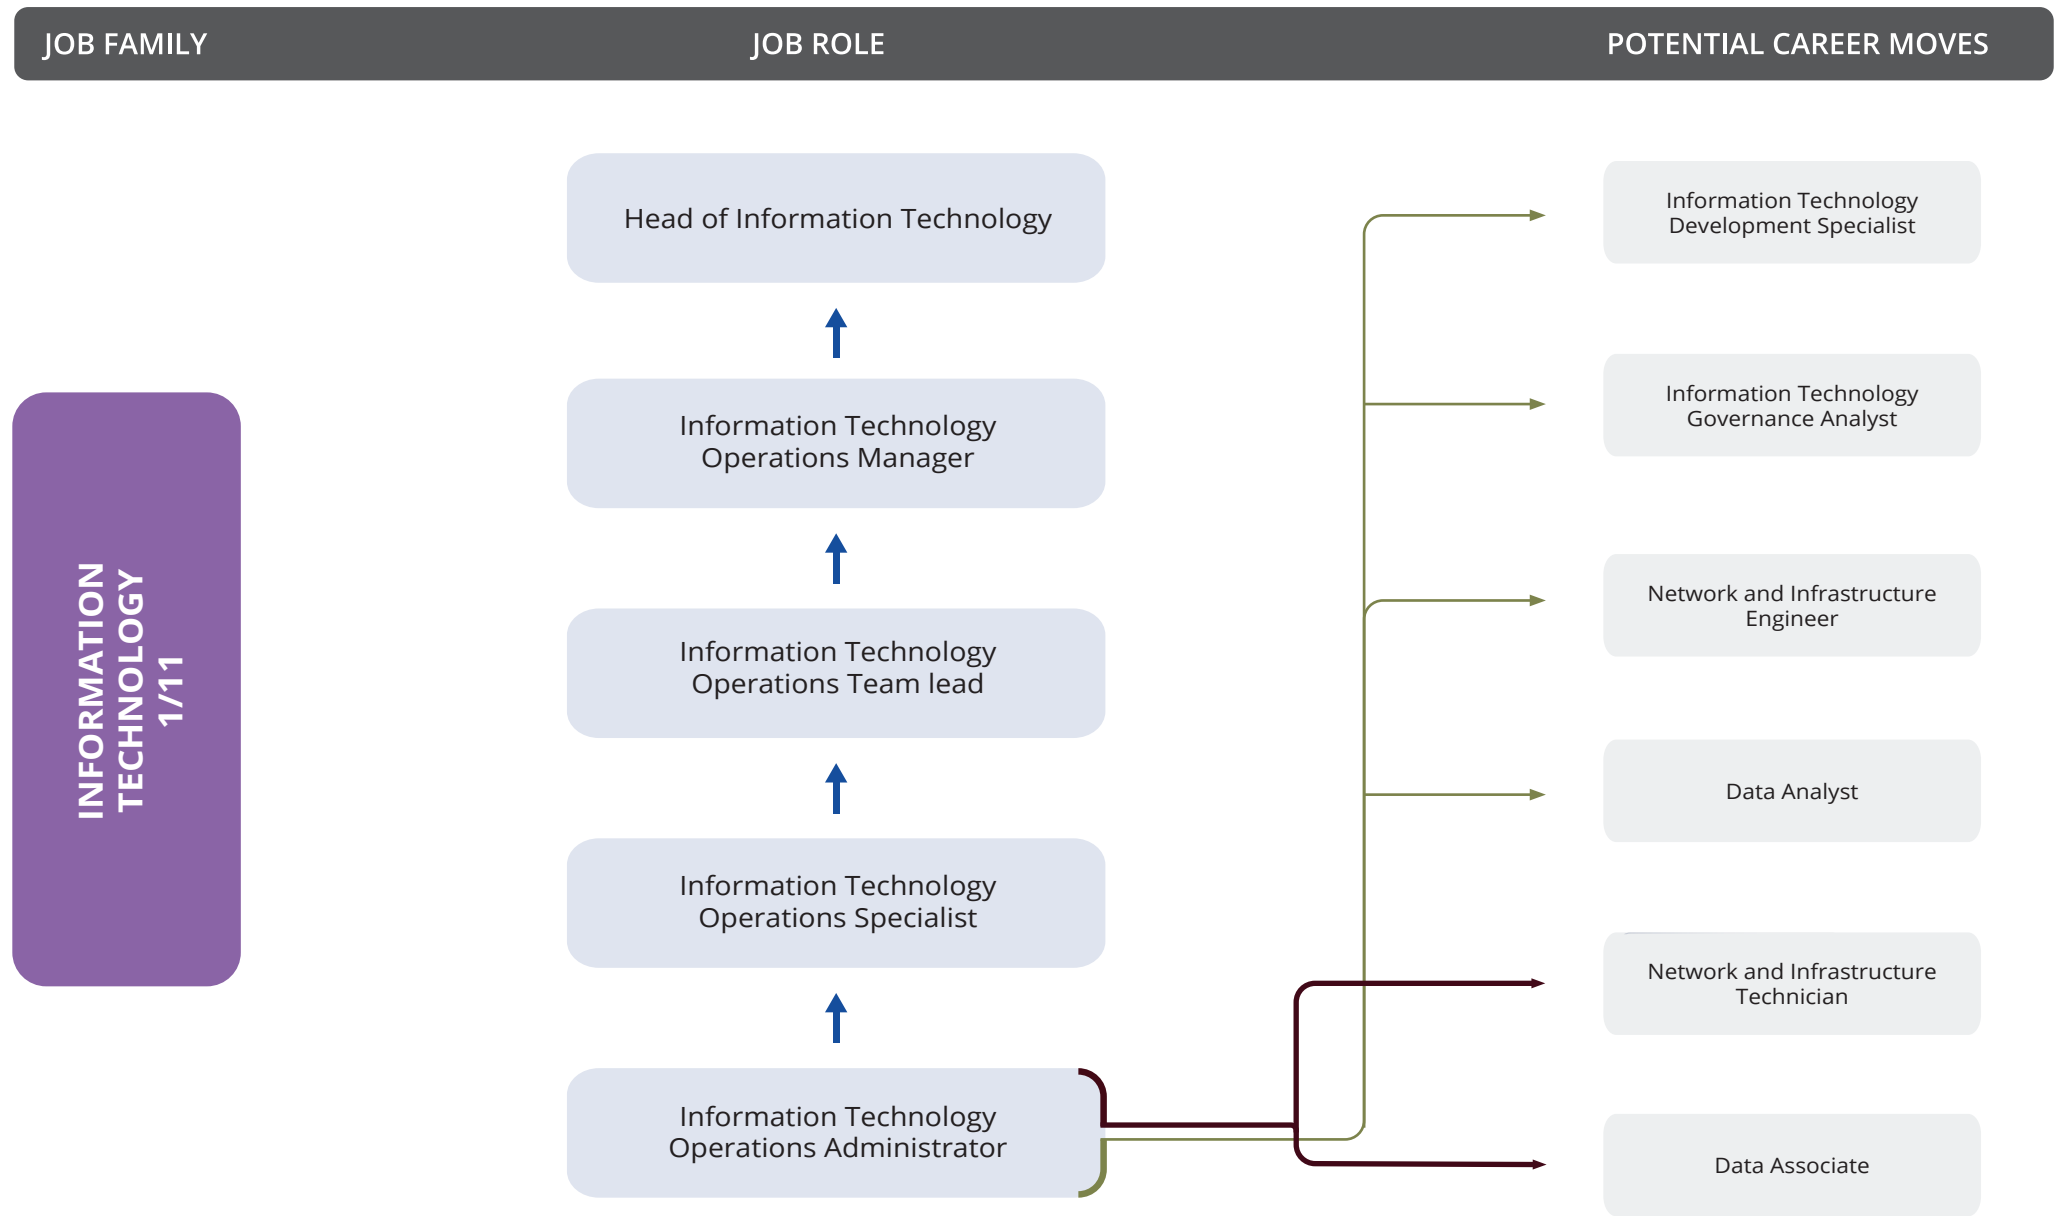 JOB FAMILY
JOB ROLE
POTENTIAL CAREER MOVES
INFORMATION
TECHNOLOGY
1/11
Head of Information Technology
Information Technology
Operations Manager
Information Technology
Operations Team lead
Information Technology
Operations Specialist
Information Technology
Operations Administrator
Information Technology
Development Specialist
Information Technology
Governance Analyst
Network and Infrastructure
Engineer
Data Analyst
Network and Infrastructure
Technician
Data Associate